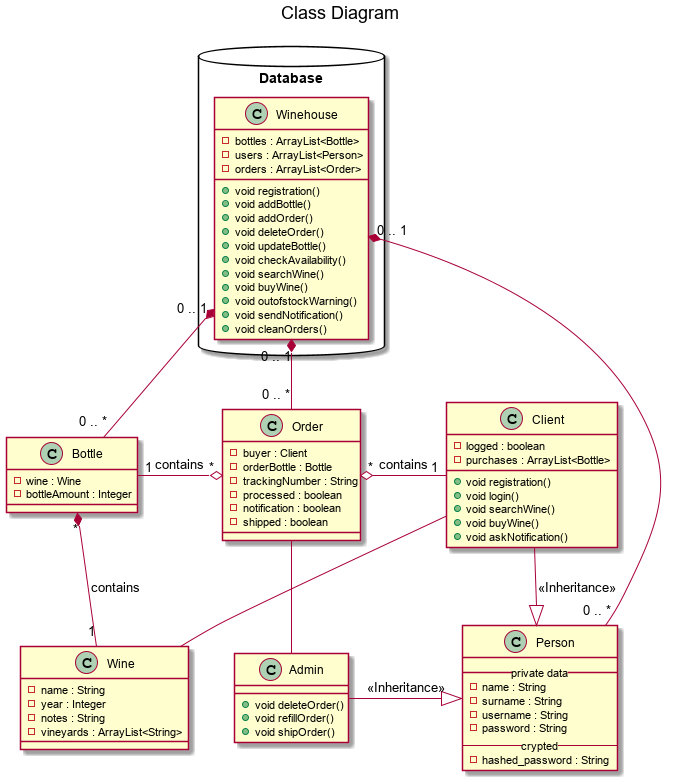 Class Diagram
Database
C Winehouse
bottles : ArrayList<Bottle>
users : ArrayList<Person>
orders : ArrayList<Order>
void registration()
void addBottle()
void addOrder()
void deleteOrder()
void updateBottle()
void checkAvailability()
void searchWine()
void buyWine()
void outofstockWarning()
void sendNotification()
void cleanOrders()
0 .. 1
0 .. 1
0 .. 1
0 .. *
0 .. *
C Bottle
wine : Wine
bottleAmount : Integer
1 contains *
C Order
buyer : Client
orderBottle : Bottle
trackingNumber : String
processed : boolean
notification : boolean
shipped : boolean
* contains 1
C Client
logged : boolean
purchases : ArrayList<Bottle>
void registration()
void login()
void searchWine()
void buyWine()
void askNotification()
*
contains
1
«Inheritance»
0 .. *
C Wine
name : String
year : Integer
notes : String
vineyards : ArrayList<String>
C Admin
void deleteOrder()
void refillOrder()
void shipOrder()
«Inheritance»
C Person
private data
name : String
surname : String
username : String
password : String
crypted
hashed_password : String